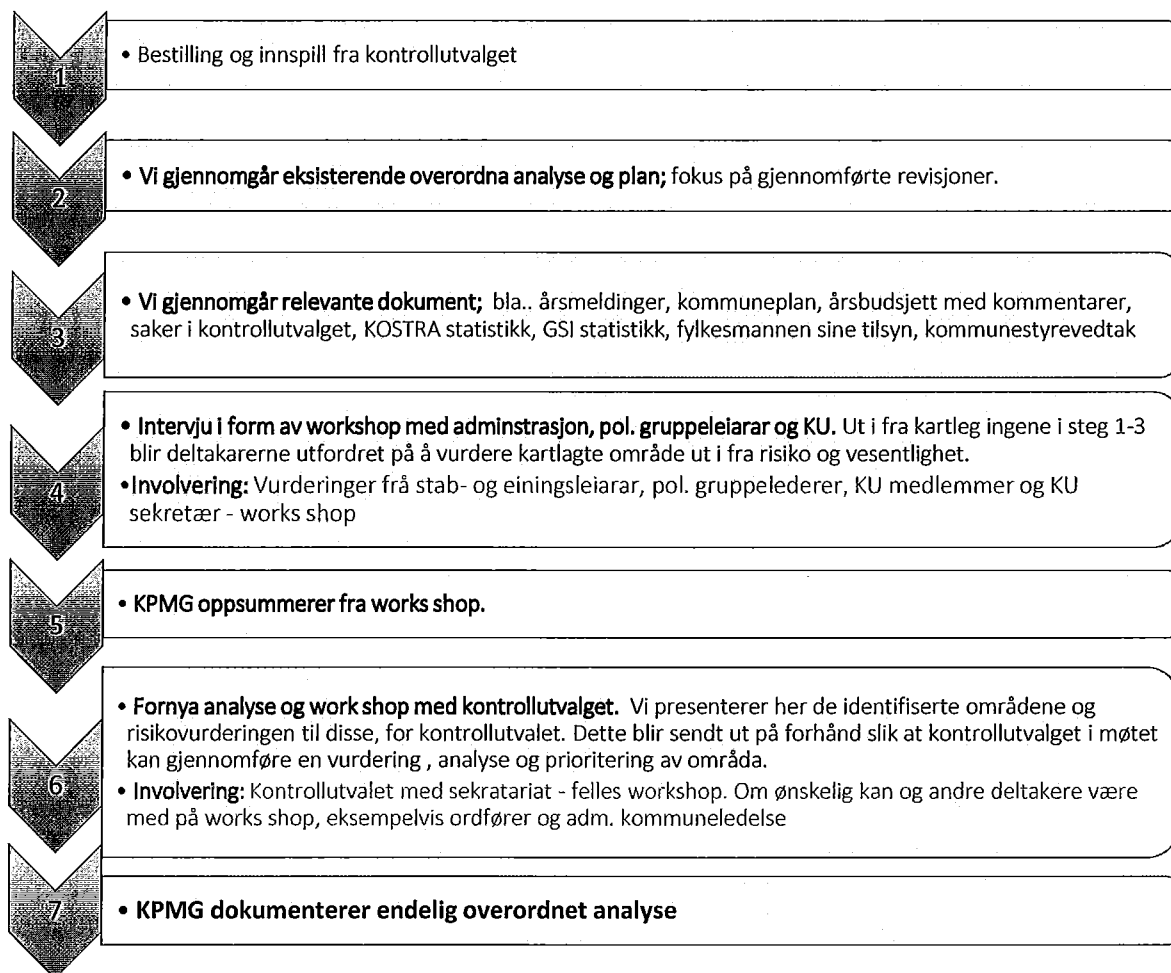 1
• Bestilling og innspill fra kontrollutvalget
2
• Vi gjennomgår eksisterende overordna analyse og plan; fokus på gjennomførte revisjoner.
3
• Vi gjennomgår relevante dokument; bla.. årsmeldinger, kommuneplan, årsbudsjett med kommentarer,
saker i kontrollutvalget, KOSTRA statistikk, GSI statistikk, fylkesmannen sine tilsyn, kommunestyrevedtak
4
• Intervju i form av workshop med adminstrasjon, pol. gruppeleiarar og KU. Ut i fra kartleg ingene i steg 1-3
blir deltakarerne utfordret på å vurdere kartlagte område ut i fra risiko og vesentlighet.
•Involvering: Vurderinger frå stab- og einingsleiarar, pol. gruppelederer, KU medlemmer og KU
sekretær - works shop
5
• KPMG oppsummerer fra works shop.
6
• Fornya analyse og work shop med kontrollutvalget. Vi presenterer her de identifiserte områdene og
risikovurderingen til disse, for kontrollutvalet. Dette blir sendt ut på forhånd slik at kontrollutvalget i møtet
kan gjennomføre en vurdering , analyse og prioritering av områda.
• Involvering: Kontrollutvalet med sekratariat - felles workshop. Om ønskelig kan og andre deltakere være
med på works shop, eksempelvis ordfører og adm. kommuneledelse
7
• KPMG dokumenterer endelig overordnet analyse